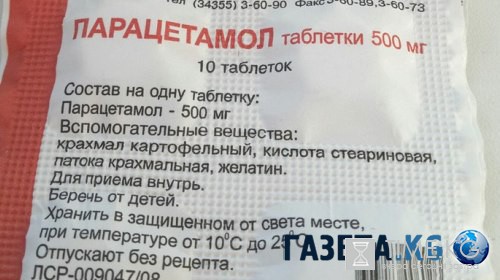 Тел (34355) 3-60-90 Факс 3-60-89,3-60-73
ПАРАЦЕТАМОЛ таблетки 500 мг
10 таблеток
Состав на одну таблетку:
Парацетамол - 500 мг
Вспомогательные вещества:
крахмал картофельный, кислота стеариновая,
патока крахмальная, желатин.
Для приема внутрь.
Беречь от детей.
Хранить в защищенном от света месте,
при температуре от 10°С до
Отпускают без рецепта.
ЛСР-009047/08
ГАЗЕТА.KG